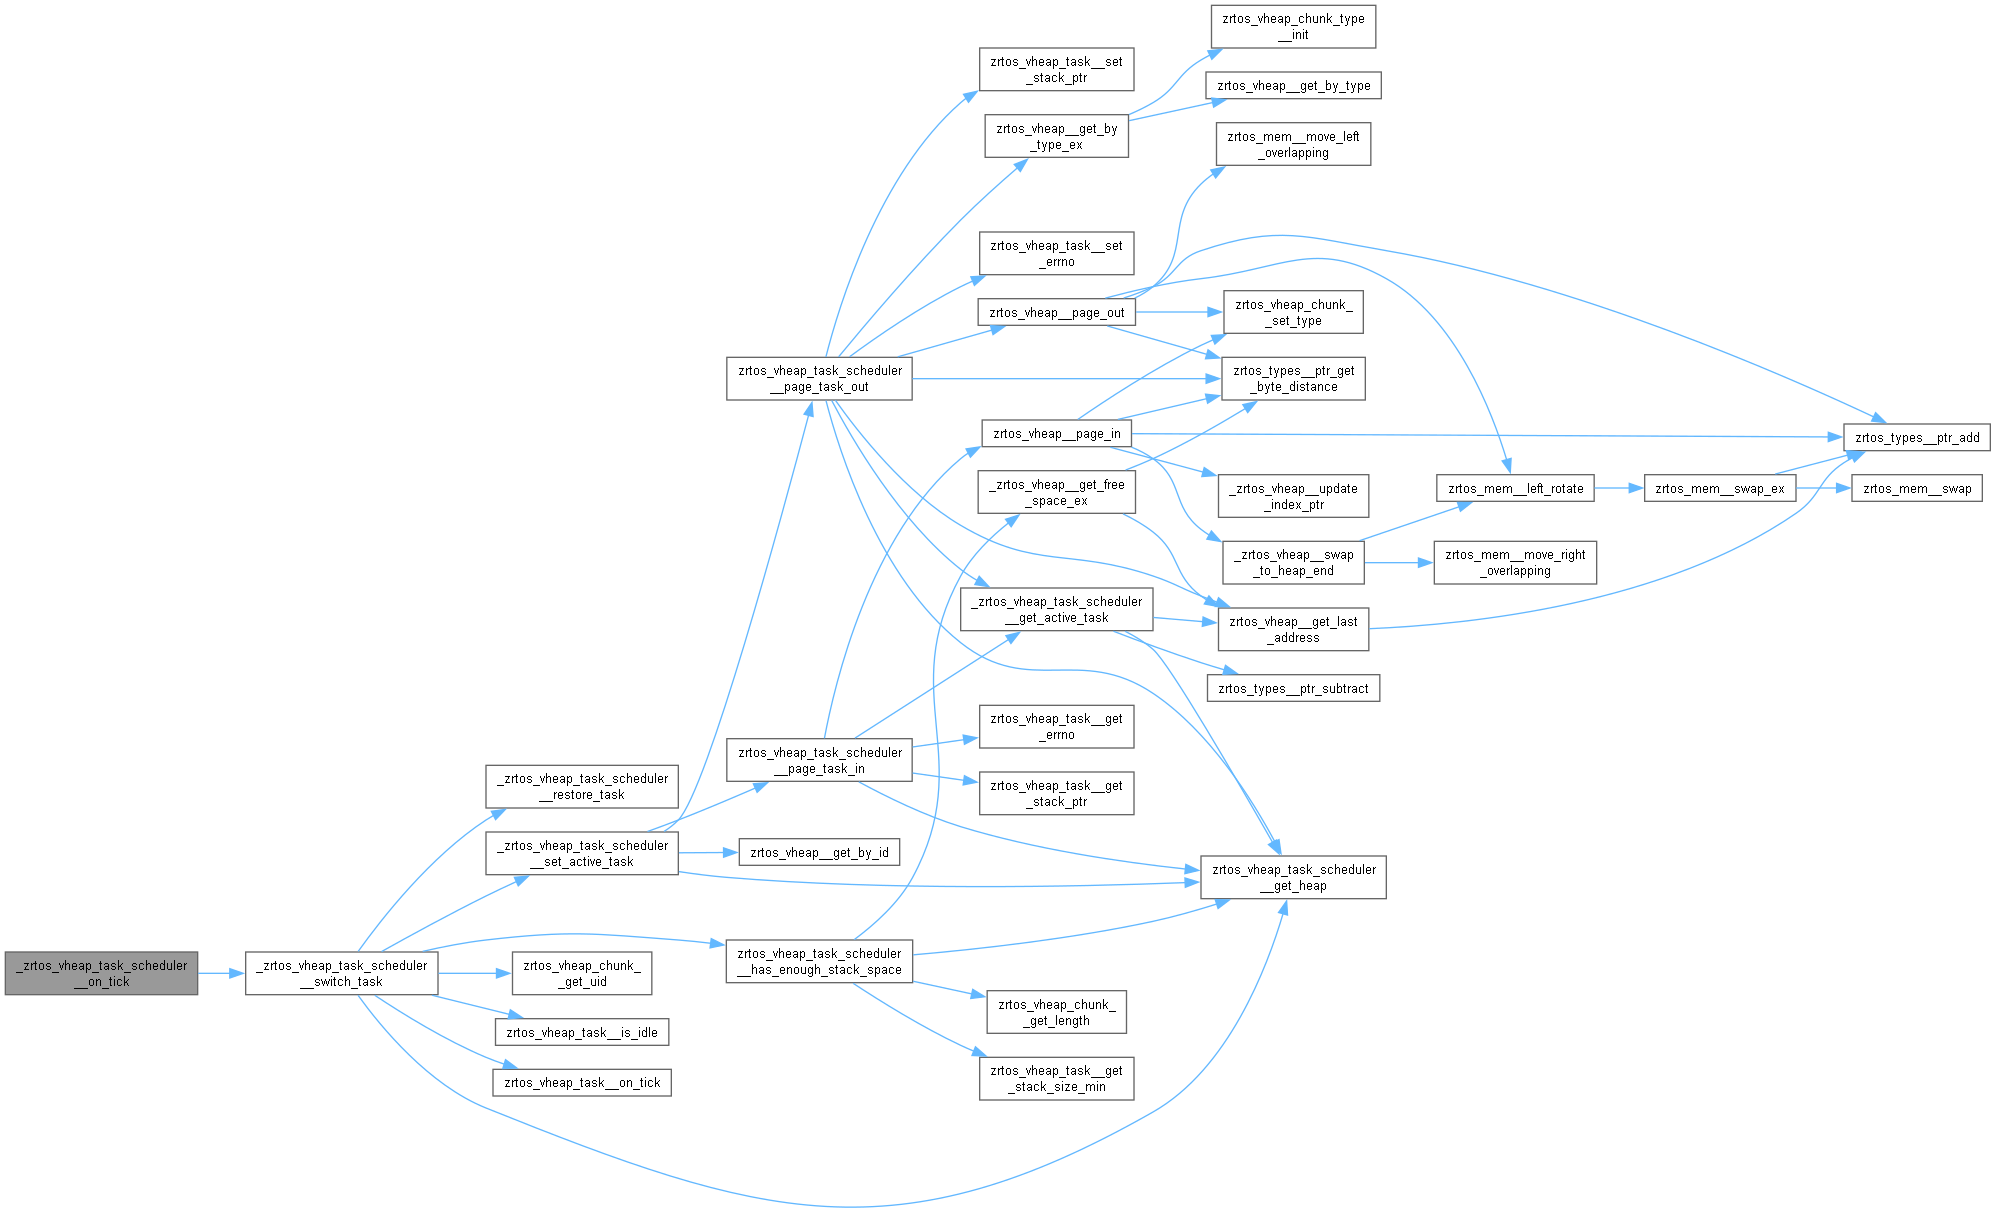 zrtos_vheap_chunk_type
__init
zrtos_vheap_task__set
_stack_ptr
zrtos_vheap__get_by_type
zrtos_vheap__get_by
_type_ex
zrtos_mem__move_left
_overlapping
zrtos_vheap_task__set
_errno
zrtos_vheap__page_out
zrtos_vheap_chunk_
_set_type
zrtos_vheap_task_scheduler
__page_task_out
zrtos_types__ptr_get
_byte_distance
zrtos_vheap__page_in
zrtos_types__ptr_add
_zrtos_vheap__get_free
_space_ex
_zrtos_vheap__update
_index_ptr
zrtos_mem__left_rotate
zrtos_mem__swap_ex
zrtos_mem__swap
_zrtos_vheap__swap
_to_heap_end
zrtos_mem__move_right
_overlapping
_zrtos_vheap_task_scheduler
__get_active_task
zrtos_vheap__get_last
_address
zrtos_types__ptr_subtract
zrtos_vheap_task__get
_errno
zrtos_vheap_task_scheduler
__page_task_in
_zrtos_vheap_task_scheduler
__restore_task
zrtos_vheap_task__get
_stack_ptr
_zrtos_vheap_task_scheduler
__set_active_task
zrtos_vheap__get_by_id
zrtos_vheap_task_scheduler
__get_heap
_zrtos_vheap_task_scheduler
__on_tick
_zrtos_vheap_task_scheduler
__switch_task
zrtos_vheap_chunk_
_get_uid
zrtos_vheap_task_scheduler
__has_enough_stack_space
zrtos_vheap_chunk_
_get_length
zrtos_vheap_task__is_idle
zrtos_vheap_task__get
_stack_size_min
zrtos_vheap_task__on_tick